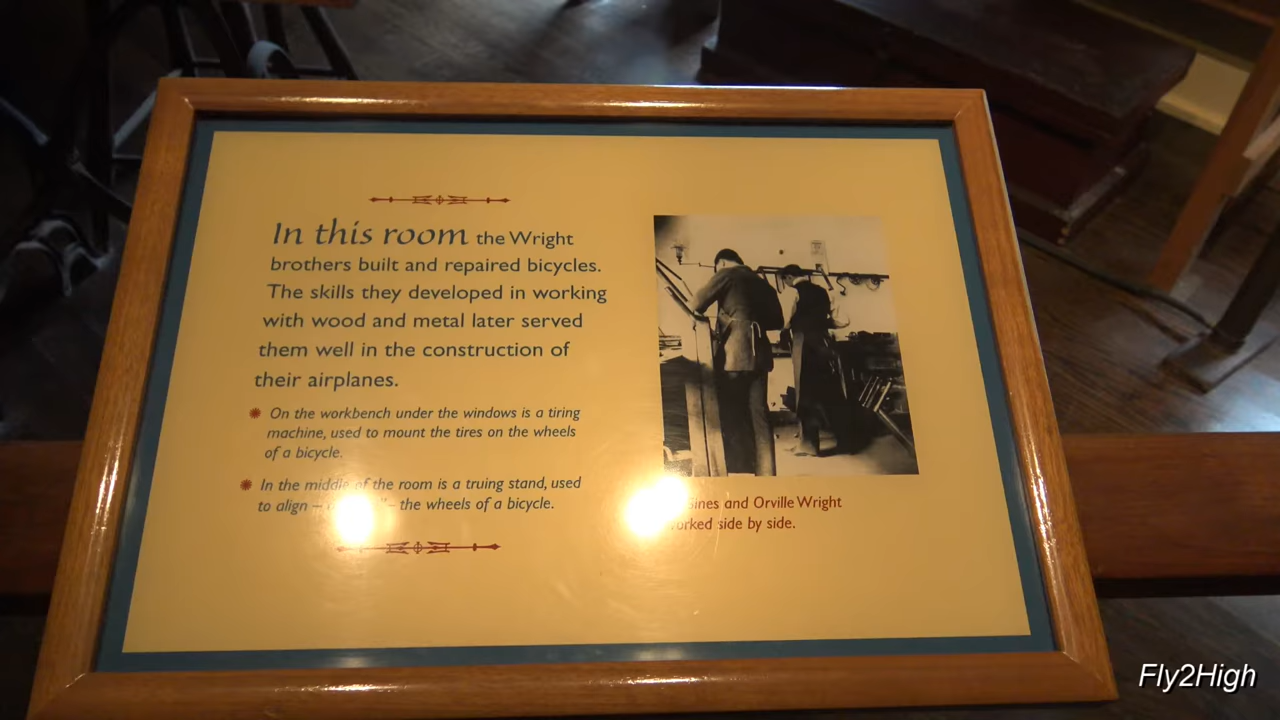 In this room the Wright
brothers built and repaired bicycles.
The skills they developed in working
with wood and metal later served
them well in the construction of
their airplanes.
On the workbench under the windows is a tiring
machine, used to mount the tires on the wheels
of a bicycle.
In the middle of the room is a truing stand, used
to align – – the wheels of a bicycle.
and Orville Wright
side by side.
Fly2High